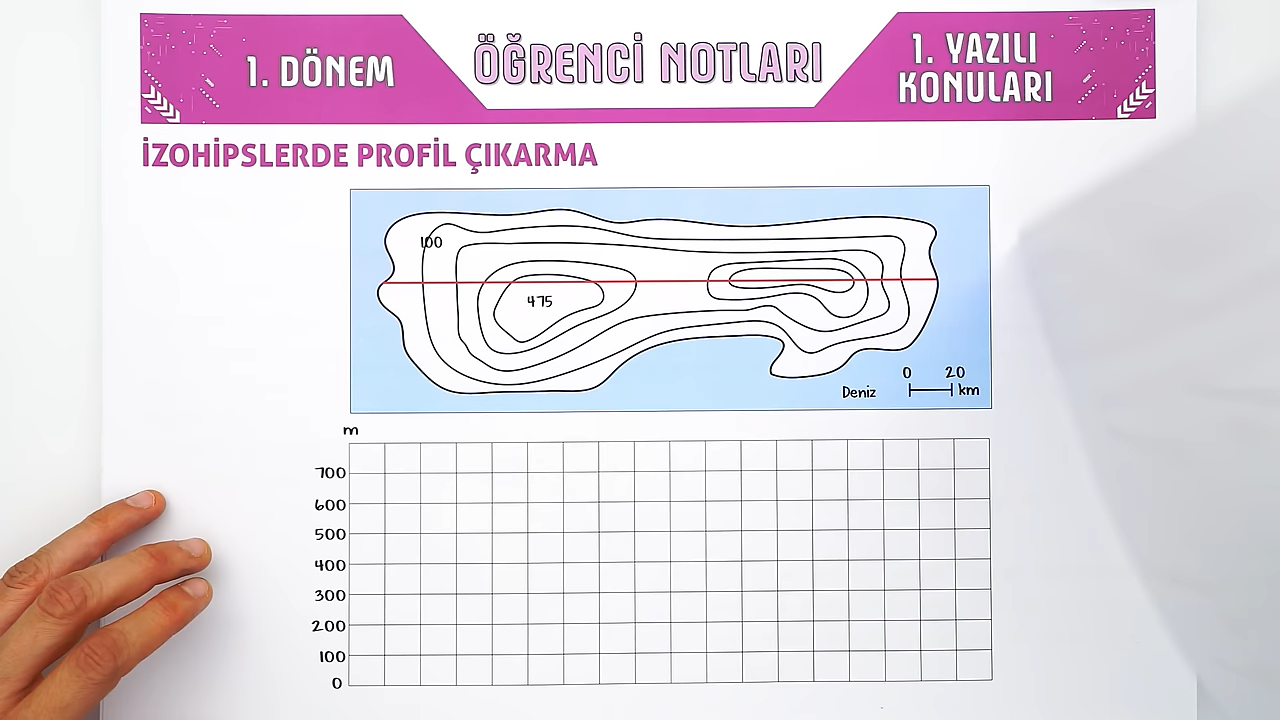 1. DÖNEM
ÖĞRENCİ NOTLARI
1. YAZILI
KONULARI
İZOHİPSLERDE PROFİL ÇIKARMA
100
475
0 20
Deniz km
m
700
600
500
400
300
200
100
0